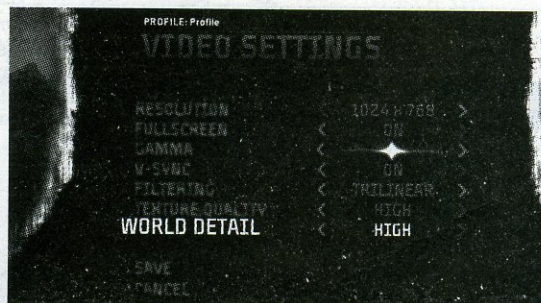 PROFILE: Profile
VIDEO SETTINGS
RESOLUTION < 1024 x 768 >
FULLSCREEN < ON >
GAMMA < >
V-SYNC < ON >
FILTERING < TRILINEAR >
TEXTURE QUALITY < HIGH >
WORLD DETAIL < HIGH >
SAVE
CANCEL